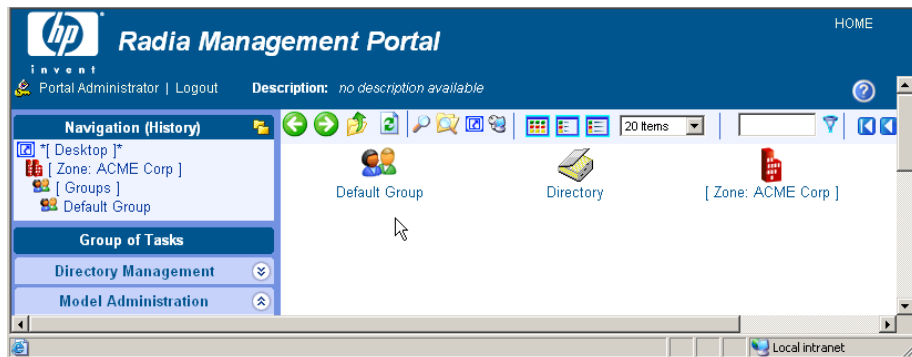 hp
invent
Radia Management Portal
HOME
Portal Administrator | Logout
Description: no description available
Navigation (History)
*[ Desktop ]*
[ Zone: ACME Corp ]
[ Groups ]
Default Group
20 Items
Default Group
Directory
[ Zone: ACME Corp ]
Group of Tasks
Directory Management
Model Administration
Local intranet